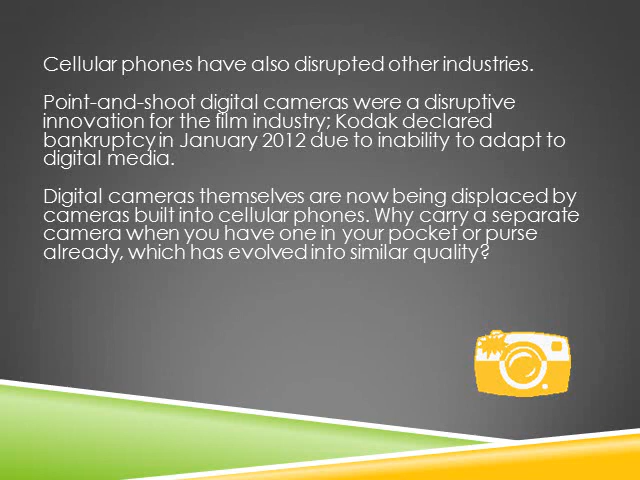 Cellular phones have also disrupted other industries.
Point-and-shoot digital cameras were a disruptive
innovation for the film industry; Kodak declared
bankruptcy in January 2012 due to inability to adapt to
digital media.
Digital cameras themselves are now being displaced by
cameras built into cellular phones. Why carry a separate
camera when you have one in your pocket or purse
already, which has evolved into similar quality?